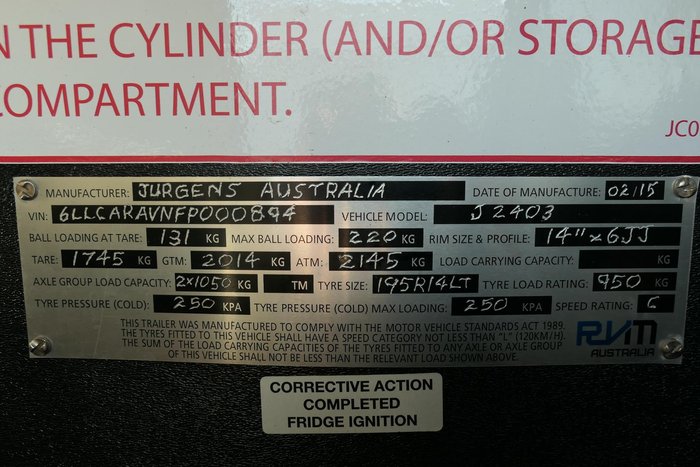 N THE CYLINDER (AND/OR STORAGE
COMPARTMENT.
JC0
MANUFACTURER: JURGENS AUSTRALIA DATE OF MANUFACTURE: 02/15
VIN: 6LLCARAVNFP000894 VEHICLE MODEL: J2403
BALL LOADING AT TARE: 131 KG MAX BALL LOADING: 220 KG RIM SIZE & PROFILE: 14"x6JJ
TARE: 1745 KG GTM: 2014 KG ATM: 2145 KG LOAD CARRYING CAPACITY: KG
AXLE GROUP LOAD CAPACITY: 2x1050 KG TM TYRE SIZE: 195R14LT TYRE LOAD RATING: 950 KG
TYRE PRESSURE (COLD): 250 KPA TYRE PRESSURE (COLD) MAX LOADING: 250 KPA SPEED RATING:
THIS TRAILER WAS MANUFACTURED TO COMPLY WITH THE MOTOR VEHICLE STANDARDS ACT 1989.
THE TYRES FITTED TO THIS VEHICLE SHALL HAVE A SPEED CATEGORY NOT LESS THAN "L" (120KM/H).
THE SUM OF THE LOAD CARRYING CAPACITIES OF THE TYRES FITTED TO ANY AXLE OR AXLE GROUP
OF THIS VEHICLE SHALL NOT BE LESS THAN THE RELEVANT LOAD SHOWN ABOVE.
RVM
AUSTRALIA
CORRECTIVE ACTION
COMPLETED
FRIDGE IGNITION